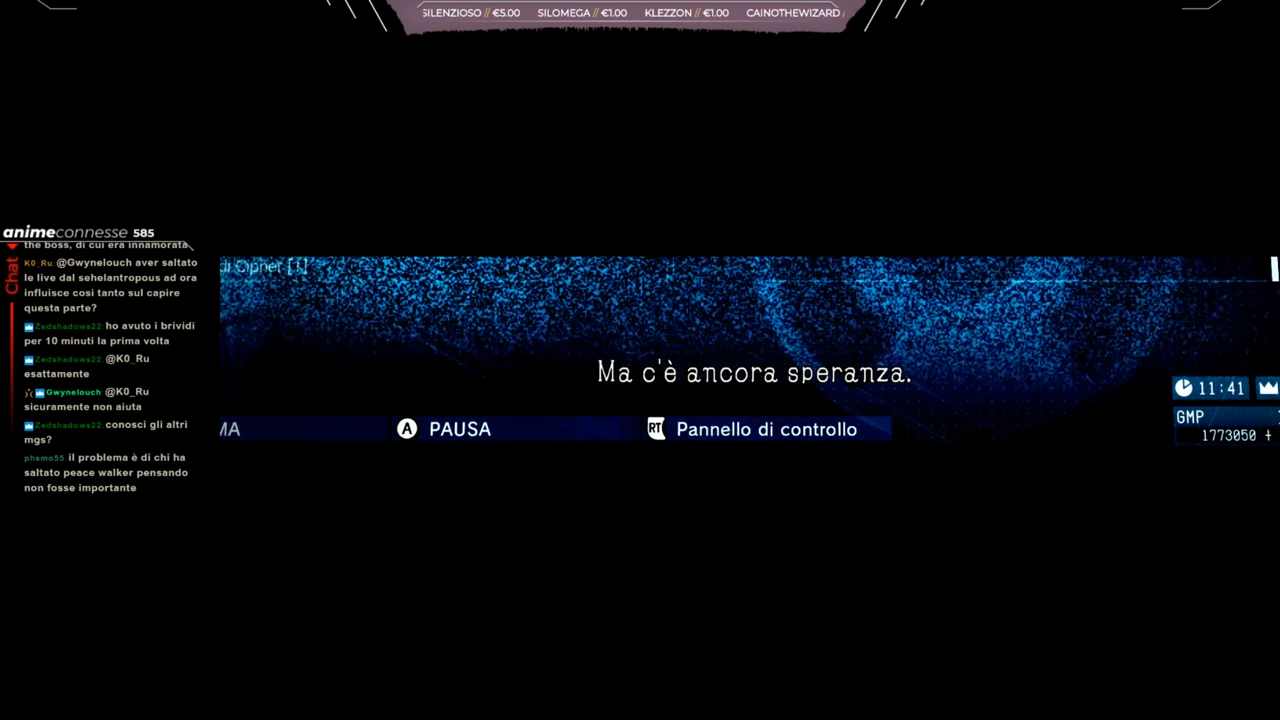 SILENZIOSO // €5.00 SILOMEGA // €1.00 KLEZZON // €1.00 CAINOTHEWIZARD /
animeconnesse 585
Chat
the boss, di cui era innamorata
K0_Ru: @Gwynelouch aver saltato
le live dal sehelantropous ad ora
influisce così tanto sul capire
questa parte?
Zedshadows22: ho avuto i brividi
per 10 minuti la prima volta
Zedshadows22: @K0_Ru
esattamente
Gwynelouch: @K0_Ru
sicuramente non aiuta
Zedshadows22: conosci gli altri
mgs?
phamo55: il problema è di chi ha
saltato peace walker pensando
non fosse importante
[1]
Ma c'è ancora speranza.
MA
A PAUSA
RT Pannello di controllo
11:41
GMP
1773050 +